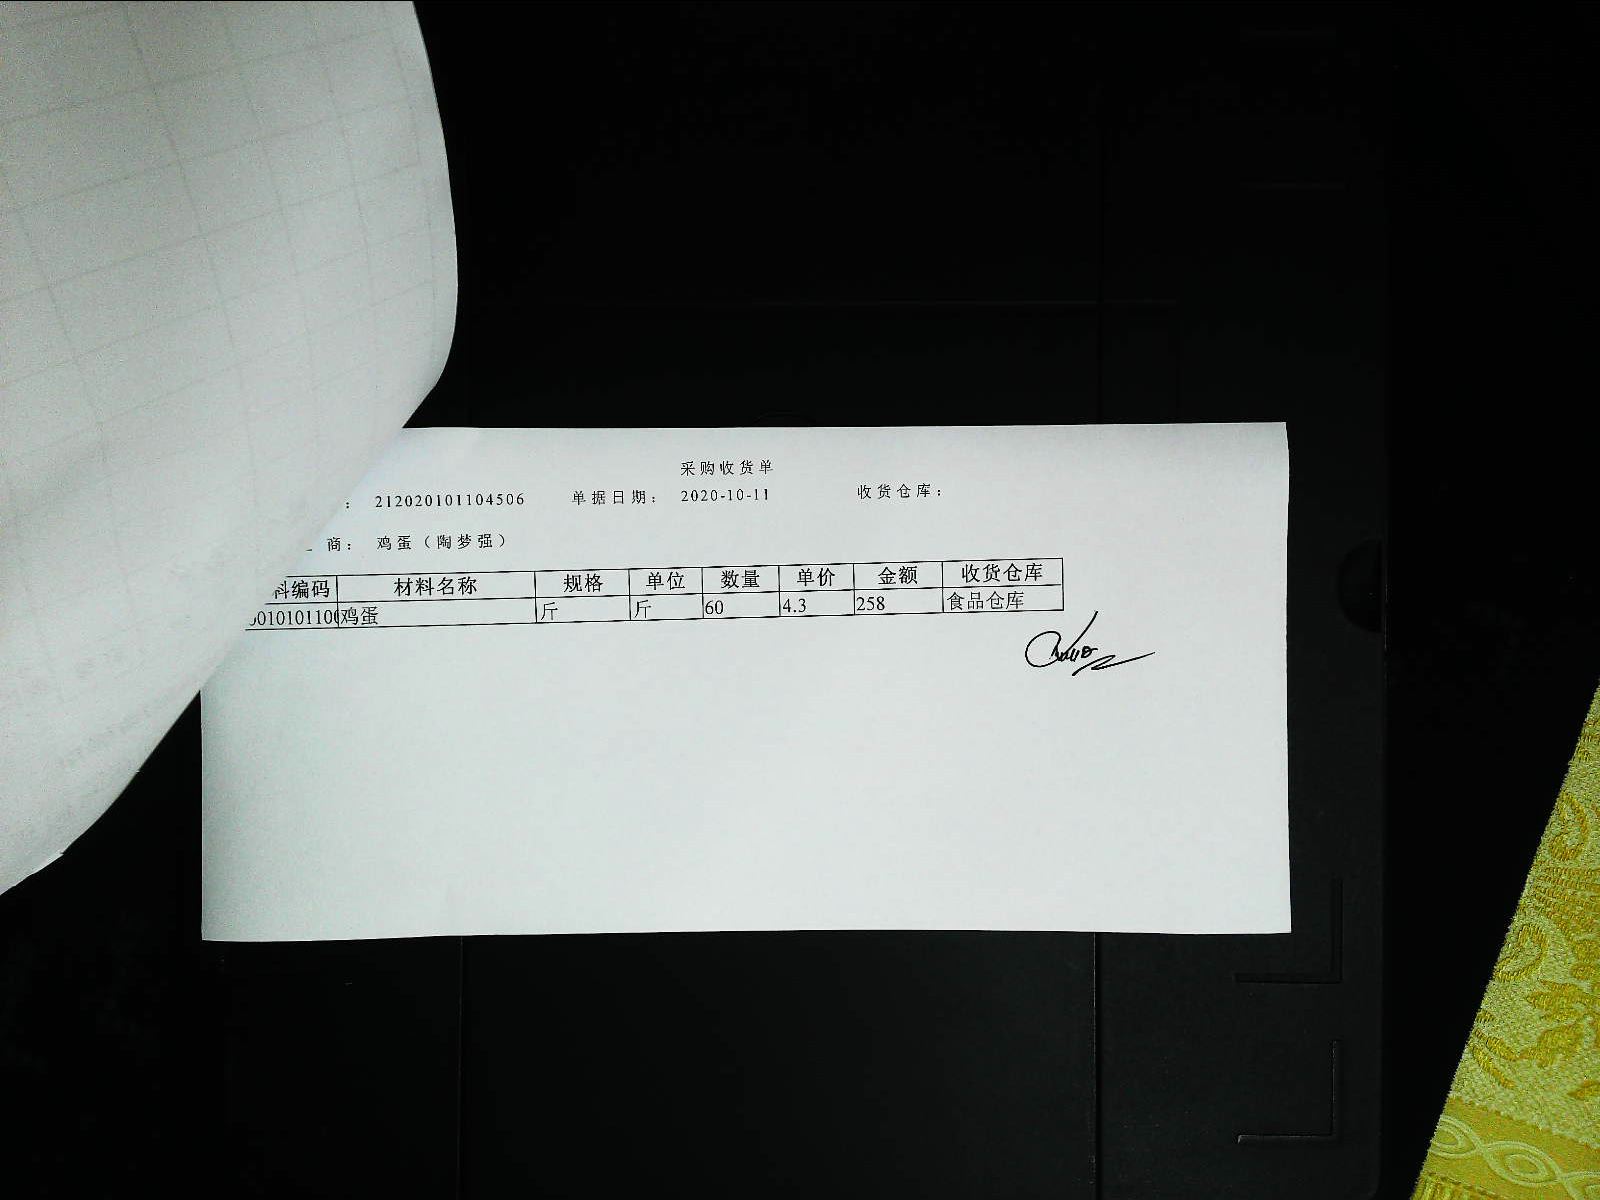 采购收货单
: 212020101104506 单据日期: 2020-10-11 收货仓库:
商: 鸡蛋(陶梦强)
料编码 材料名称 规格 单位 数量 单价 金额 收货仓库
010101100 鸡蛋 斤 斤 60 4.3 258 食品仓库